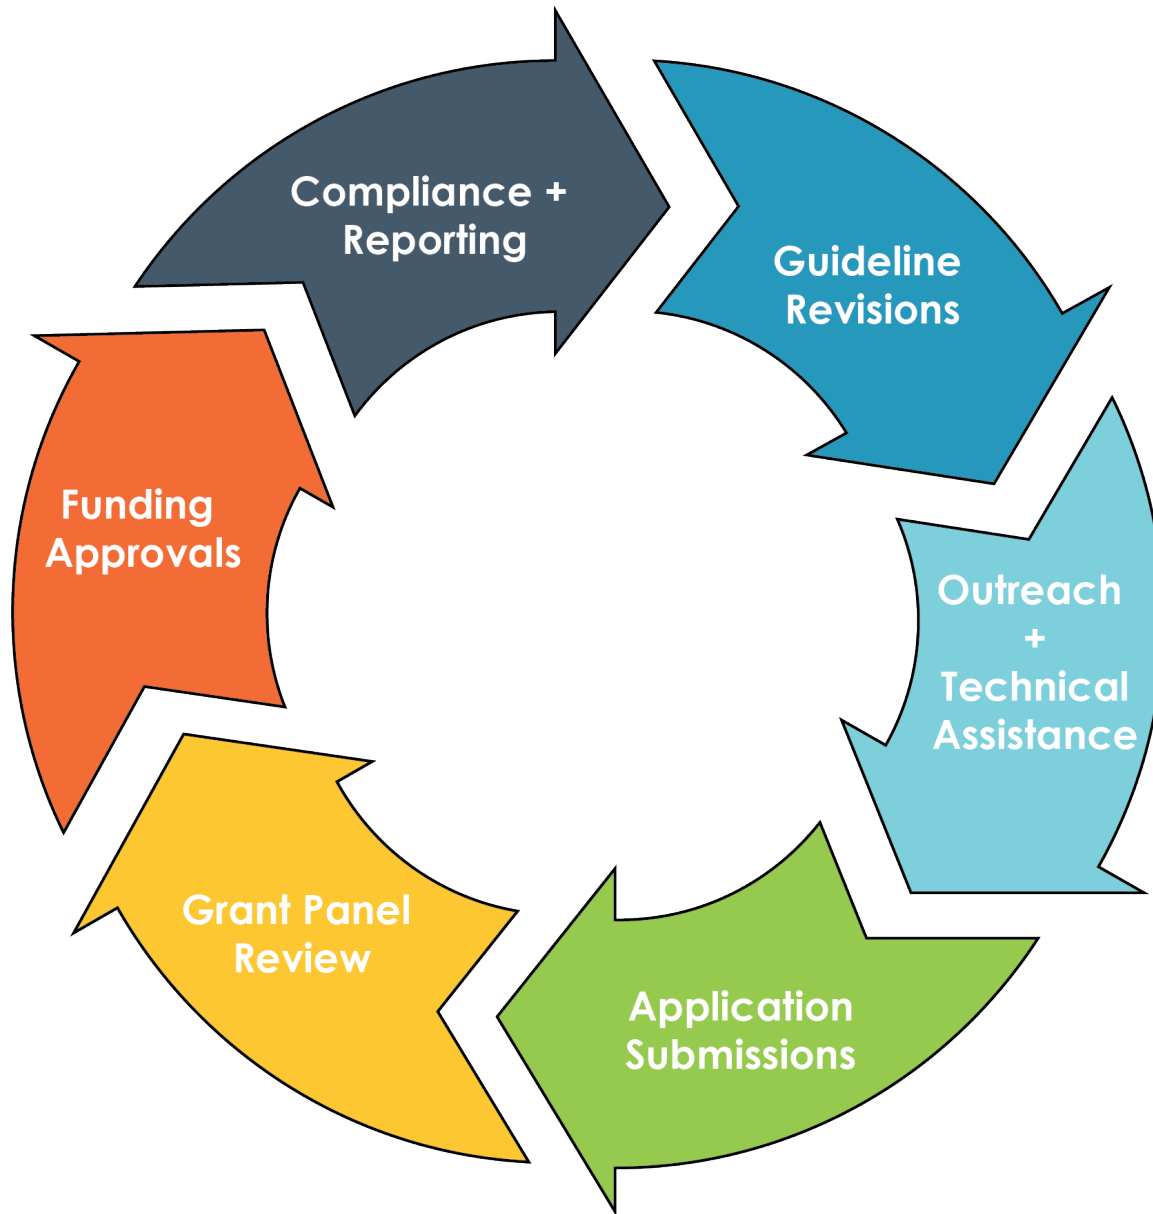 Compliance +
Reporting
Guideline
Revisions
Outreach
+
Technical
Assistance
Application
Submissions
Grant Panel
Review
Funding
Approvals